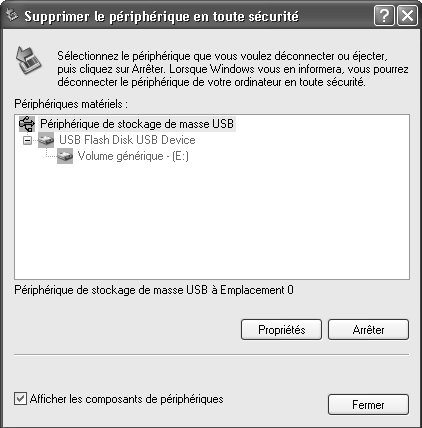 Supprimer le périphérique en toute sécurité
Sélectionnez le périphérique que vous voulez déconnecter ou éjecter,
puis cliquez sur Arrêter. Lorsque Windows vous en informera, vous pourrez
déconnecter le périphérique de votre ordinateur en toute sécurité.
Périphériques matériels :
Périphérique de stockage de masse USB
USB Flash Disk USB Device
Volume générique - (E:)
Périphérique de stockage de masse USB à Emplacement 0
Propriétés Arrêter
Afficher les composants de périphériques
Fermer